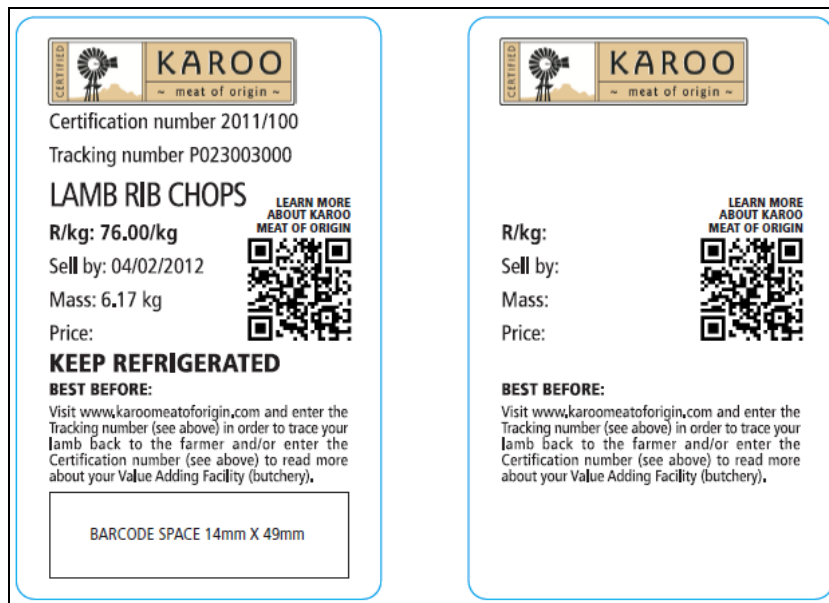 CERTIFIED
KAROO
~ meat of origin ~
Certification number 2011/100
Tracking number P023003000
LAMB RIB CHOPS
LEARN MORE
ABOUT KAROO
MEAT OF ORIGIN
R/kg: 76.00/kg
Sell by: 04/02/2012
Mass: 6.17 kg
Price:
KEEP REFRIGERATED
BEST BEFORE:
Visit www.karoomeatoforigin.com and enter the
Tracking number (see above) in order to trace your
lamb back to the farmer and/or enter the
Certification number (see above) to read more
about your Value Adding Facility (butchery).
BARCODE SPACE 14mm X 49mm
CERTIFIED
KAROO
~ meat of origin ~
LEARN MORE
ABOUT KAROO
MEAT OF ORIGIN
R/kg:
Sell by:
Mass:
Price:
BEST BEFORE:
Visit www.karoomeatoforigin.com and enter the
Tracking number (see above) in order to trace your
lamb back to the farmer and/or enter the
Certification number (see above) to read more
about your Value Adding Facility (butchery).